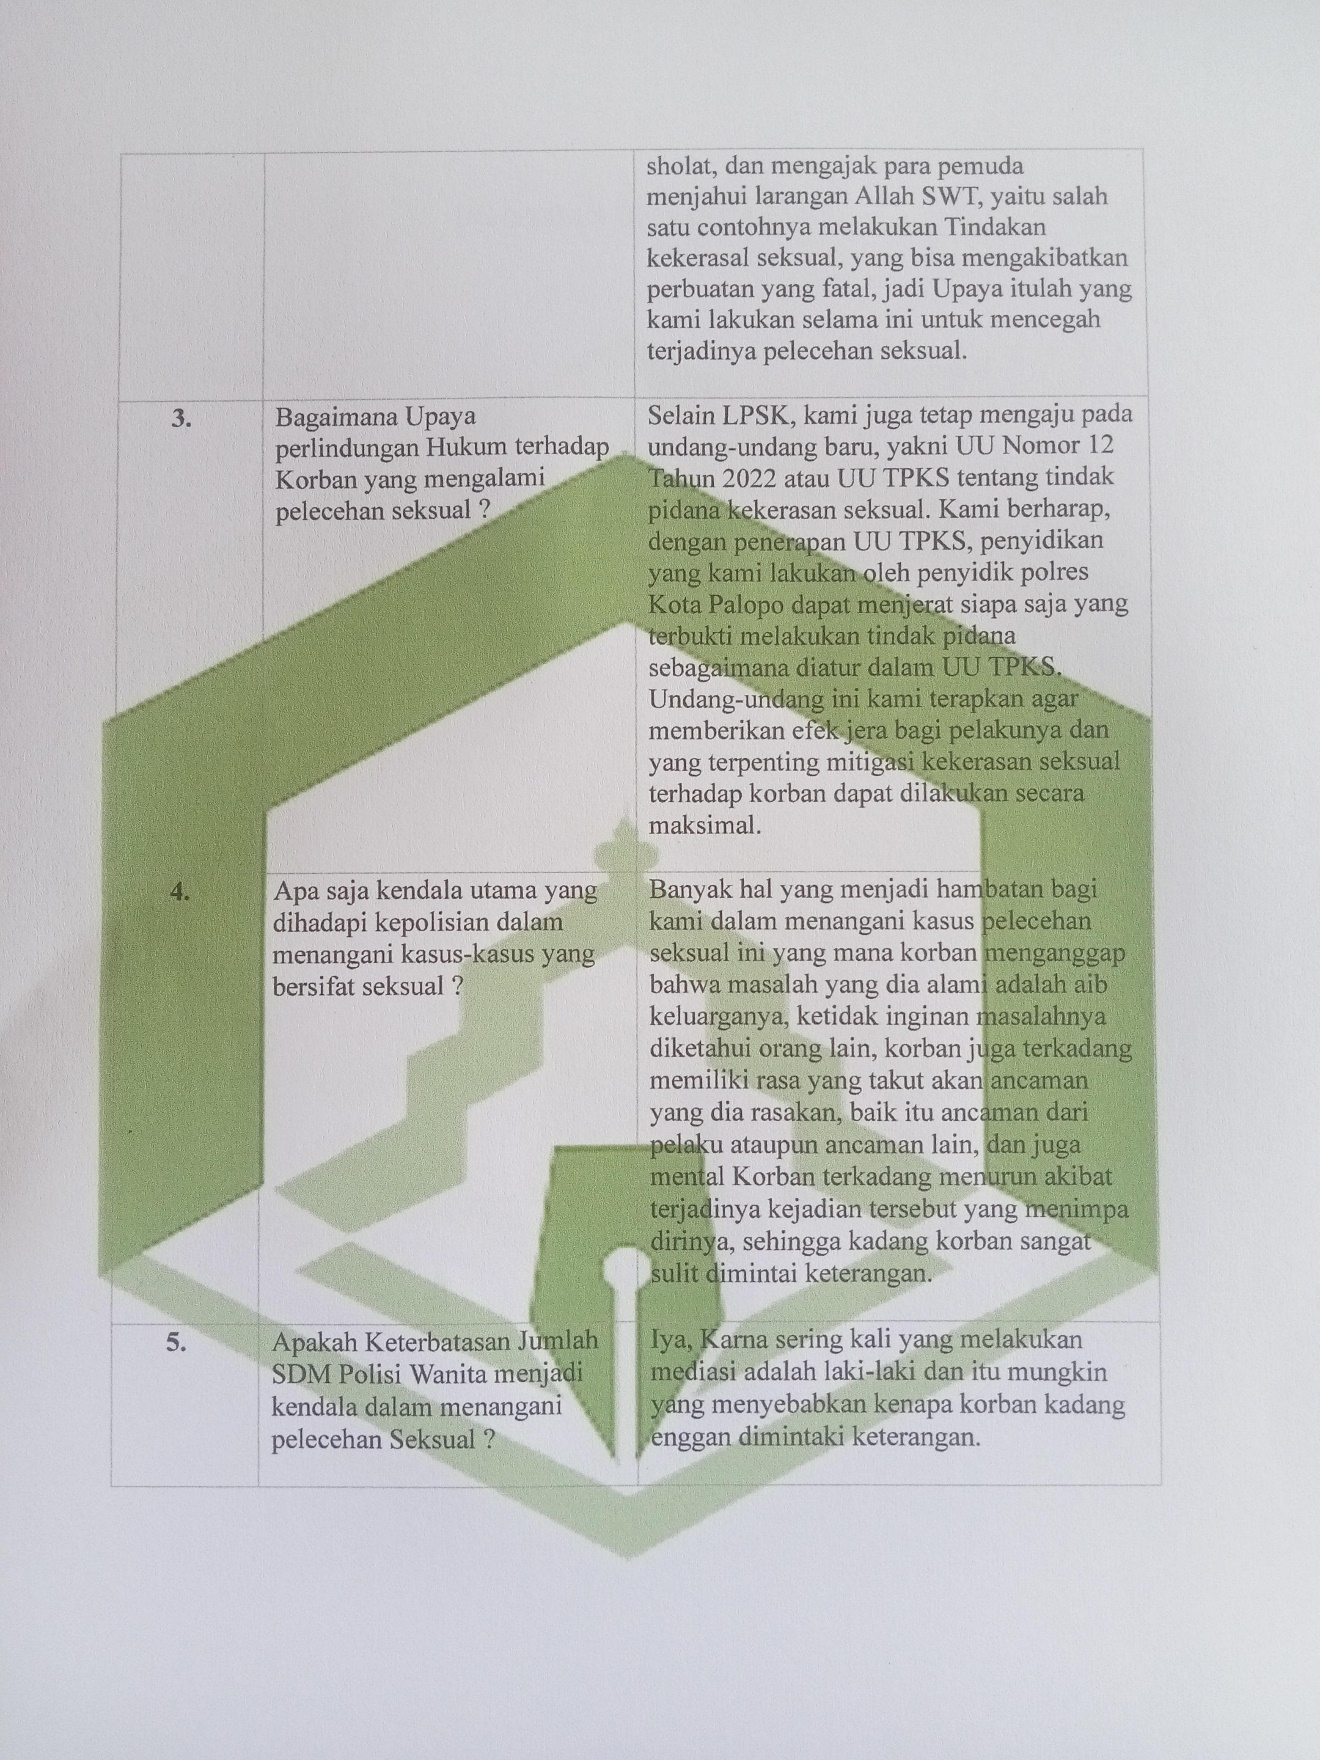 sholat, dan mengajak para pemuda
menjahui larangan Allah SWT, yaitu salah
satu contohnya melakukan Tindakan
kekerasal seksual, yang bisa mengakibatkan
perbuatan yang fatal, jadi Upaya itulah yang
kami lakukan selama ini untuk mencegah
terjadinya pelecehan seksual.
3.
Bagaimana Upaya
perlindungan Hukum terhadap
Korban yang mengalami
pelecehan seksual ?
Selain LPSK, kami juga tetap mengaju pada
undang-undang baru, yakni UU Nomor 12
Tahun 2022 atau UU TPKS tentang tindak
pidana kekerasan seksual. Kami berharap,
dengan penerapan UU TPKS, penyidikan
yang kami lakukan oleh penyidik polres
Kota Palopo dapat menjerat siapa saja yang
terbukti melakukan tindak pidana
sebagaimana diatur dalam UU TPKS.
Undang-undang ini kami terapkan agar
memberikan efek jera bagi pelakunya dan
yang terpenting mitigasi kekerasan seksual
terhadap korban dapat dilakukan secara
maksimal.
4.
Apa saja kendala utama yang
dihadapi kepolisian dalam
menangani kasus-kasus yang
bersifat seksual ?
Banyak hal yang menjadi hambatan bagi
kami dalam menangani kasus pelecehan
seksual ini yang mana korban menganggap
bahwa masalah yang dia alami adalah aib
keluarganya, ketidak inginan masalahnya
diketahui orang lain, korban juga terkadang
memiliki rasa yang takut akan ancaman
yang dia rasakan, baik itu ancaman dari
pelaku ataupun ancaman lain, dan juga
mental Korban terkadang menurun akibat
terjadinya kejadian tersebut yang menimpa
dirinya, sehingga kadang korban sangat
sulit dimintai keterangan.
5.
Apakah Keterbatasan Jumlah
SDM Polisi Wanita menjadi
kendala dalam menangani
pelecehan Seksual ?
Iya, Karna sering kali yang melakukan
mediasi adalah laki-laki dan itu mungkin
yang menyebabkan kenapa korban kadang
enggan dimintaki keterangan.